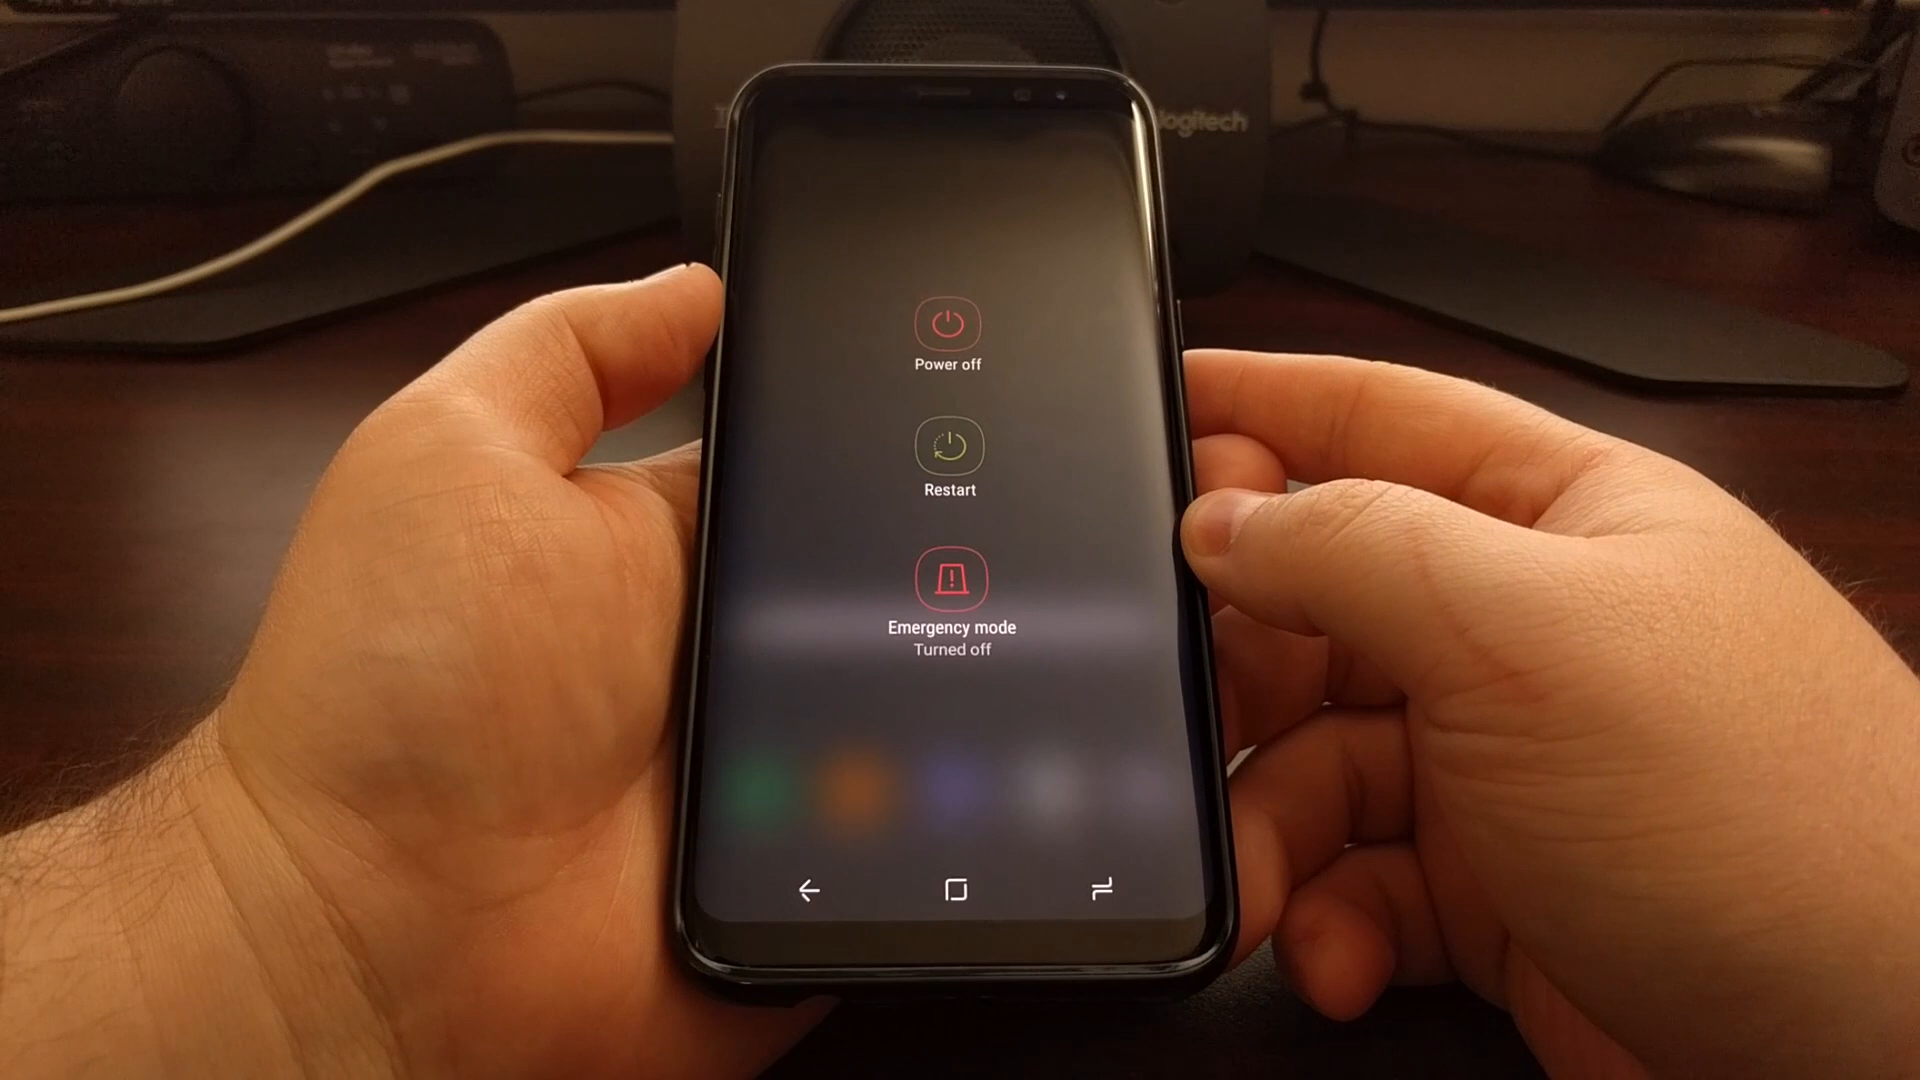 logitech
Power off
Restart
Emergency mode
Turned off